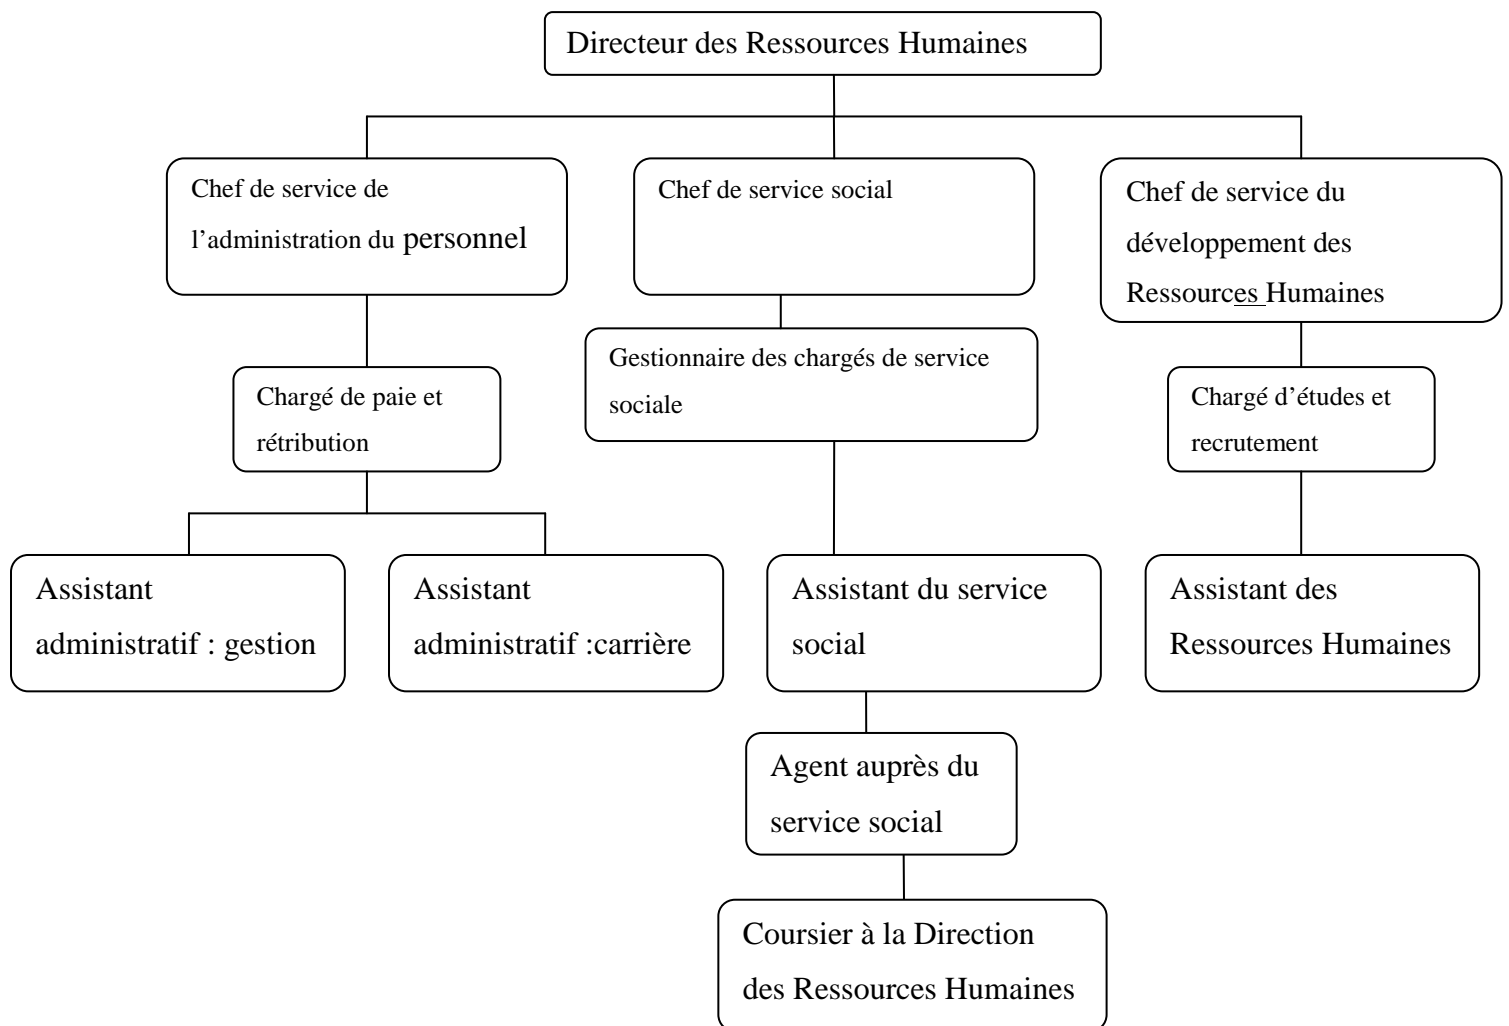 Directeur des Ressources Humaines
Chef de service de
l’administration du personnel
Chef de service social
Chef de service du
développement des
Ressources Humaines
Gestionnaire des chargés de service
sociale
Chargé de paie et
rétribution
Chargé d’études et
recrutement
Assistant
administratif : gestion
Assistant
administratif :carrière
Assistant du service
social
Assistant des
Ressources Humaines
Agent auprès du
service social
Coursier à la Direction
des Ressources Humaines